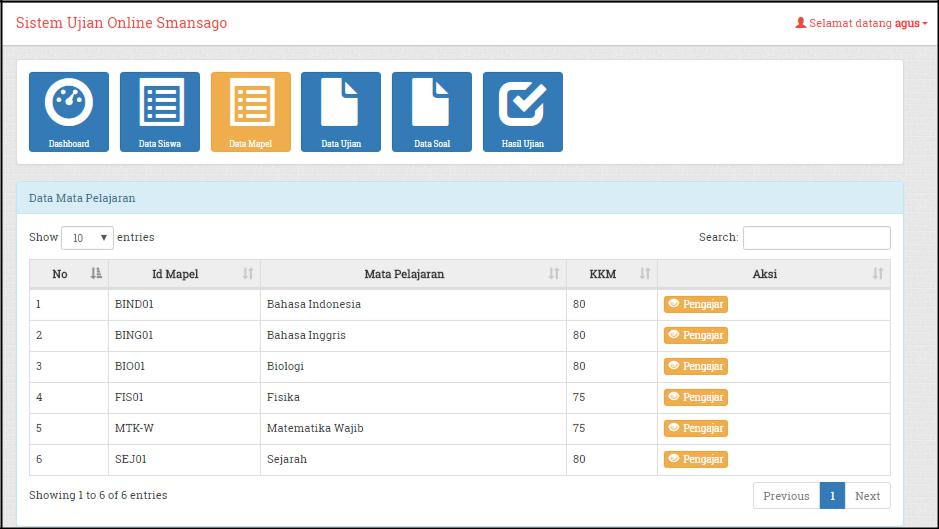 Sistem Ujian Online Smansago
Selamat datang agus
Dashboard Data Siswa Data Mapel Data Ujian Data Soal Hasil Ujian
Data Mata Pelajaran
Show 10 entries Search:
No Id Mapel Mata Pelajaran KKM Aksi
1 BIND01 Bahasa Indonesia 80 Pengajar
2 BING01 Bahasa Inggris 80 Pengajar
3 BIO01 Biologi 80 Pengajar
4 FIS01 Fisika 75 Pengajar
5 MTK-W Matematika Wajib 75 Pengajar
6 SEJ01 Sejarah 80 Pengajar
Showing 1 to 6 of 6 entries Previous 1 Next